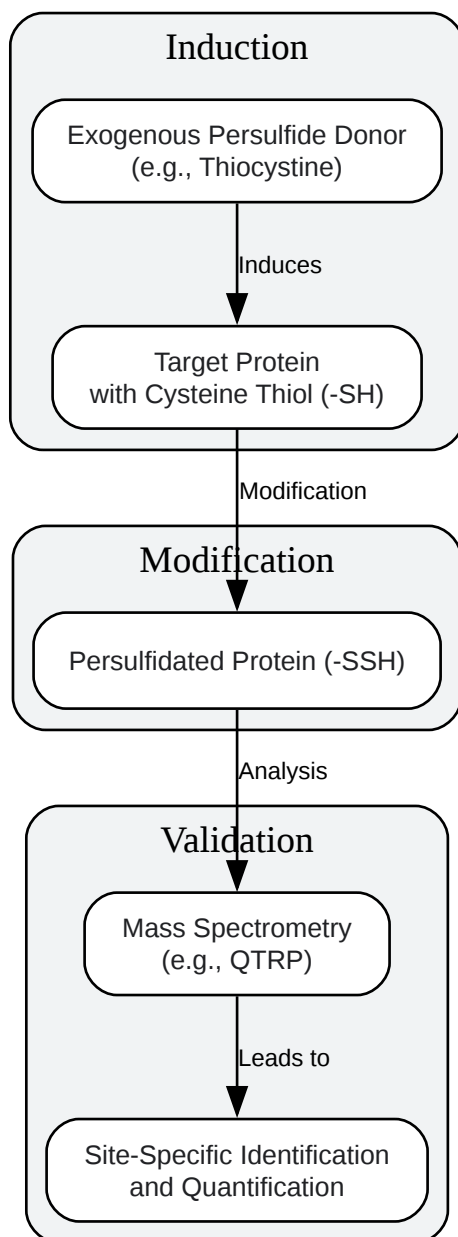 Induction
Exogenous Persulfide Donor
(e.g., Thiocystine)
Induces
Target Protein
with Cysteine Thiol (-SH)
Modification
Modification
Persulfidated Protein (-SSH)
Analysis
Validation
Mass Spectrometry
(e.g., QTRP)
Leads to
Site-Specific Identification
and Quantification